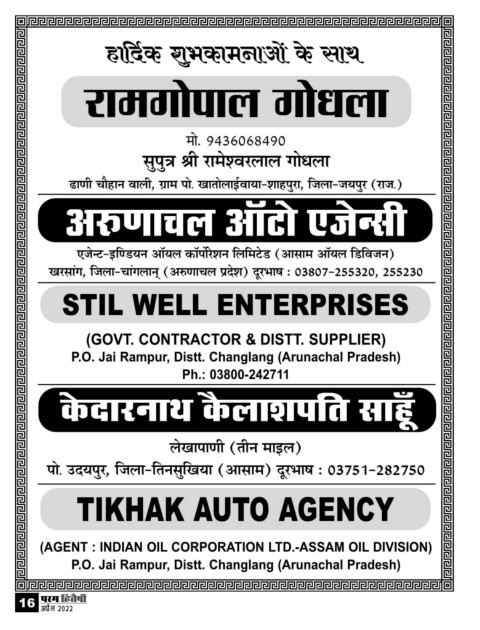 हार्दिक शुभकामनाओं के साथ
रामगोपाल गोधला
मो. 9436068490
सुपुत्र श्री रामेश्वरलाल गोधला
ढाणी चौहान वाली, ग्राम पो. खातोलाईवाया-शाहपुरा, जिला-जयपुर (राज.)
अरुणाचल ऑटो एजेन्सी
एजेन्ट-इण्डियन ऑयल कॉर्पोरेशन लिमिटेड (आसाम ऑयल डिविजन)
खरसांग, जिला-चांगलान् (अरुणाचल प्रदेश) दूरभाष : 03807-255320, 255230
STIL WELL ENTERPRISES
(GOVT. CONTRACTOR & DISTT. SUPPLIER)
P.O. Jai Rampur, Distt. Changlang (Arunachal Pradesh)
Ph.: 03800-242711
केदारनाथ कैलाशपति साहूँ
लेखापाणी (तीन माइल)
पो. उदयपुर, जिला-तिनसुखिया (आसाम) दूरभाष : 03751-282750
TIKHAK AUTO AGENCY
(AGENT : INDIAN OIL CORPORATION LTD.-ASSAM OIL DIVISION)
P.O. Jai Rampur, Distt. Changlang (Arunachal Pradesh)
16 परम हितैषी
अप्रैल 2022